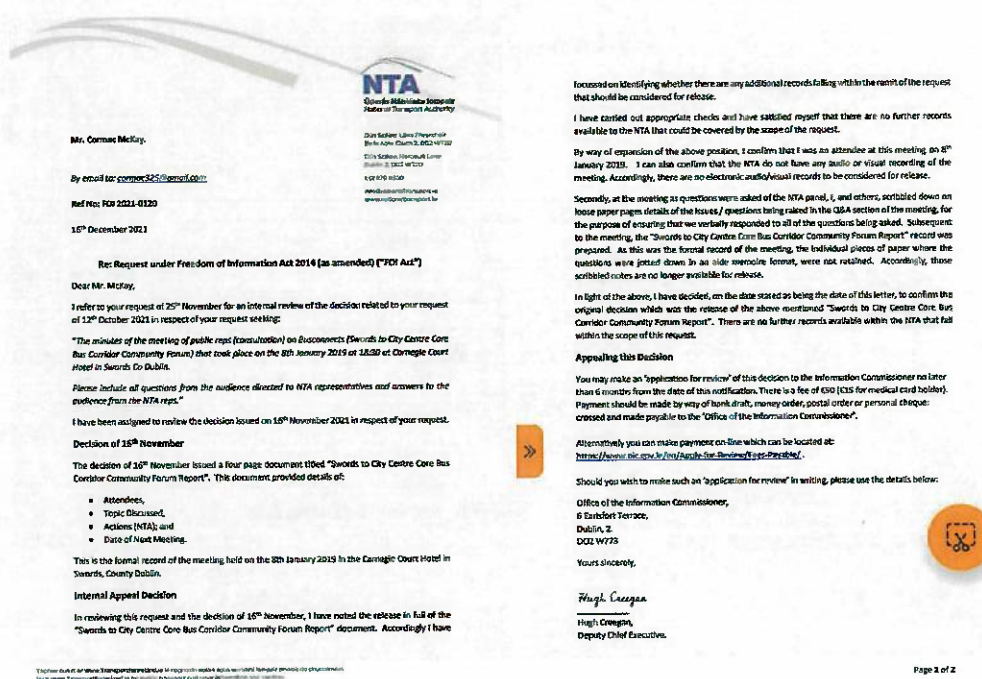 NTA
Údarás Náisiúnta Iompair
National Transport Authority
Mr. Cormac McKay.
Dún Scéine, Harcourt Lane
Dublin 2, D02 WT20
By email to: cormac325@gmail.com
Ref No: FOI 2021-0120
15th December 2021
Re: Request under Freedom of Information Act 2014 (as amended) ("FOI Act")
Dear Mr. McKay,
I refer to your request of 25th November for an internal review of the decision related to your request
of 12th October 2021 in respect of your request seeking:
"The minutes of the meeting of public reps (consultation) on Busconnects (Swords to City Centre Core
Bus Corridor Community Forum) that took place on the 8th January 2019 at 18:30 at Carnegie Court
Hotel in Swords Co Dublin.
Please include all questions from the audience directed to NTA representatives and answers to the
audience from the NTA reps."
I have been assigned to review the decision issued on 16th November 2021 in respect of your request.
Decision of 16th November
The decision of 16th November issued a four page document titled "Swords to City Centre Core Bus
Corridor Community Forum Report". This document provided details of:
• Attendees,
• Topic Discussed,
• Actions (NTA); and
• Date of Next Meeting.
This is the formal record of the meeting held on the 8th January 2019 in the Carnegie Court Hotel in
Swords, County Dublin.
Internal Appeal Decision
In reviewing this request and the decision of 16th November, I have noted the release in full of the
"Swords to City Centre Core Bus Corridor Community Forum Report" document. Accordingly I have
focussed on identifying whether there are any additional records falling within the remit of the request
that should be considered for release.
I have carried out appropriate checks and have satisfied myself that there are no further records
available to the NTA that could be covered by the scope of the request.
By way of expansion of the above position, I confirm that I was an attendee at this meeting on 8th
January 2019. I can also confirm that the NTA do not have any audio or visual recording of the
meeting. Accordingly, there are no electronic audio/visual records to be considered for release.
Secondly, at the meeting as questions were asked of the NTA panel, I, and others, scribbled down on
loose paper pages details of the issues / questions being raised in the Q&A section of the meeting, for
the purpose of ensuring that we verbally responded to all of the questions being asked. Subsequent
to the meeting, the "Swords to City Centre Core Bus Corridor Community Forum Report" record was
prepared. As this was the formal record of the meeting, the individual pieces of paper where the
questions were jotted down in an aide memoire format, were not retained. Accordingly, those
scribbled notes are no longer available for release.
In light of the above, I have decided, on the date stated as being the date of this letter, to confirm the
original decision which was the release of the above mentioned "Swords to City Centre Core Bus
Corridor Community Forum Report". There are no further records available within the NTA that fall
within the scope of this request.
Appealing this Decision
You may make an 'application for review' of this decision to the Information Commissioner no later
than 6 months from the date of this notification. There is a fee of €50 (€15 for medical card holder).
Payment should be made by way of bank draft, money order, postal order or personal cheque:
crossed and made payable to the 'Office of the Information Commissioner'.
Alternatively you can make payment on-line which can be located at:
https://www.oic.gov.ie/en/Apply-for-Review/Fees-Payable/ .
Should you wish to make such an 'application for review' in writing, please use the details below:
Office of the Information Commissioner,
6 Earlsfort Terrace,
Dublin, 2.
D02 W773
Yours sincerely,
Hugh Creegan
Hugh Creegan,
Deputy Chief Executive.
Page 2 of 2